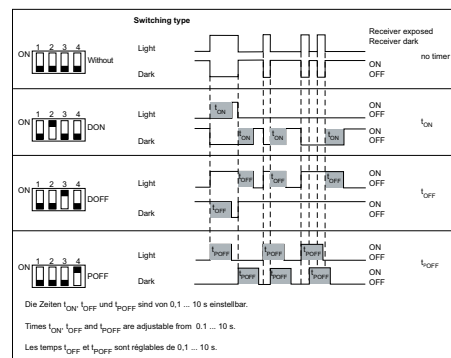 Switching type
Receiver exposed
Receiver dark
ON 1 2 3 4
Without
Light
Dark
ON
OFF
no timer
ON 1 2 3 4
DON
Light
tON
ON
OFF
tON
Dark
tON
tON
tON
ON
OFF
ON 1 2 3 4
DOFF
Light
tOFF
tOFF
tOFF
ON
OFF
tOFF
Dark
tOFF
ON
OFF
ON 1 2 3 4
POFF
Light
tPOFF
tPOFF
tPOFF
ON
OFF
tPOFF
Dark
tPOFF
tPOFF
tPOFF
ON
OFF
Die Zeiten tON, tOFF und tPOFF sind von 0,1 ... 10 s einstellbar.
Times tON, tOFF and tPOFF are adjustable from 0.1 ... 10 s.
Les temps tOFF et tPOFF sont réglables de 0,1 ... 10 s.